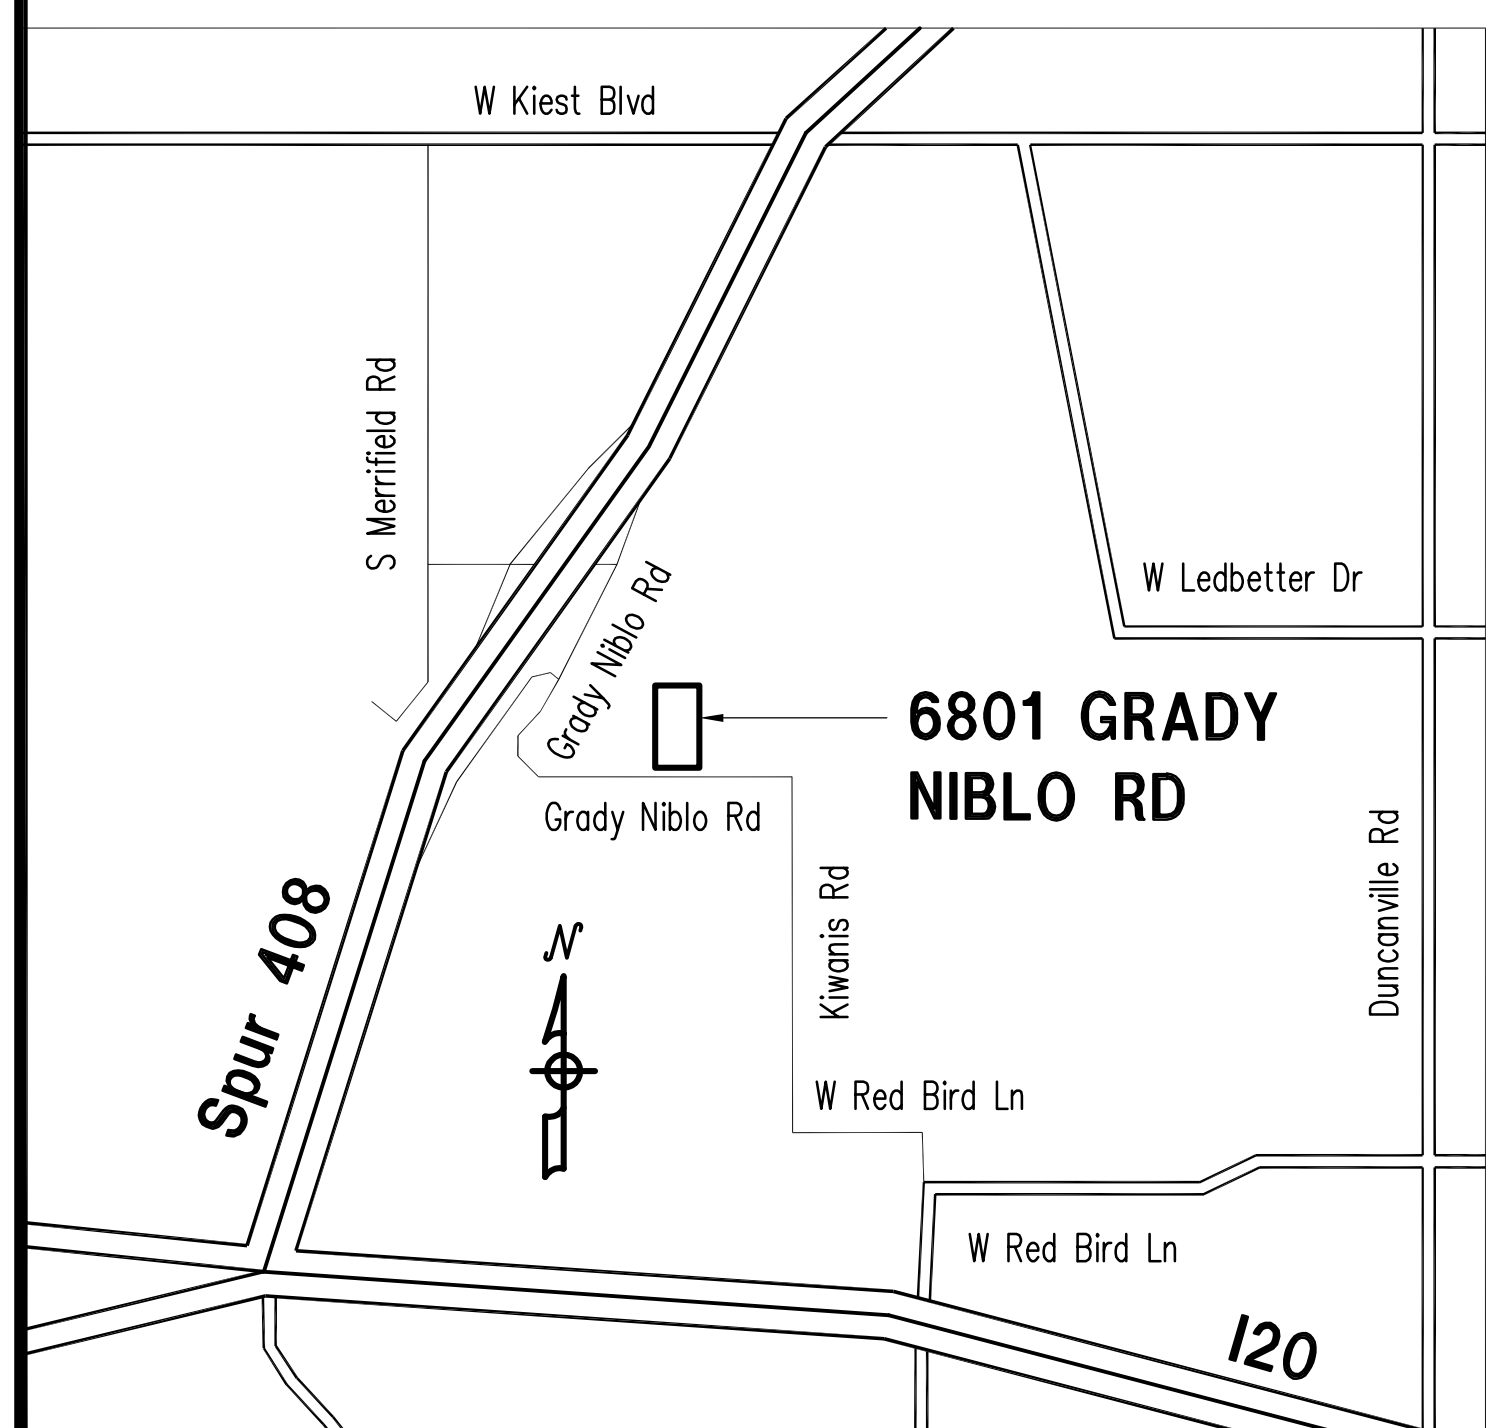 W Kiest Blvd
S Merrifield Rd
W Ledbetter Dr
Grady Niblo Rd
6801 GRADY
NIBLO RD
Grady Niblo Rd
Duncanville Rd
Kiwanis Rd
Spur 408
N
W Red Bird Ln
W Red Bird Ln
I20